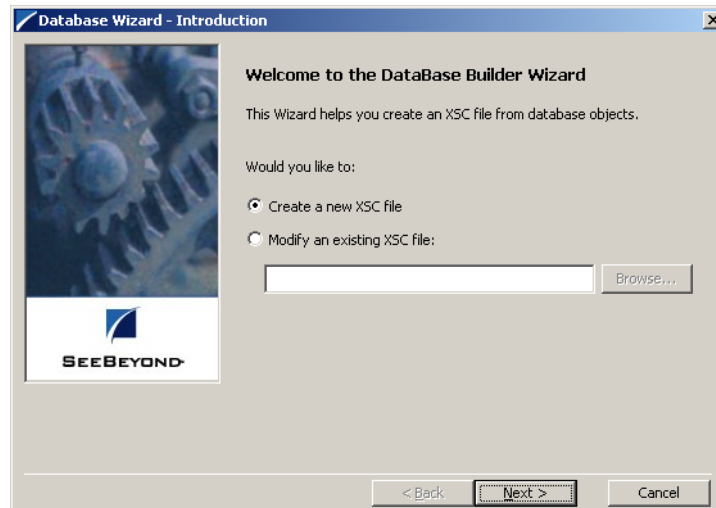 Database Wizard - Introduction
Welcome to the DataBase Builder Wizard
This Wizard helps you create an XSC file from database objects.
Would you like to:
Create a new XSC file
Modify an existing XSC file:
Browse...
SEEBEYOND
< Back
Next >
Cancel